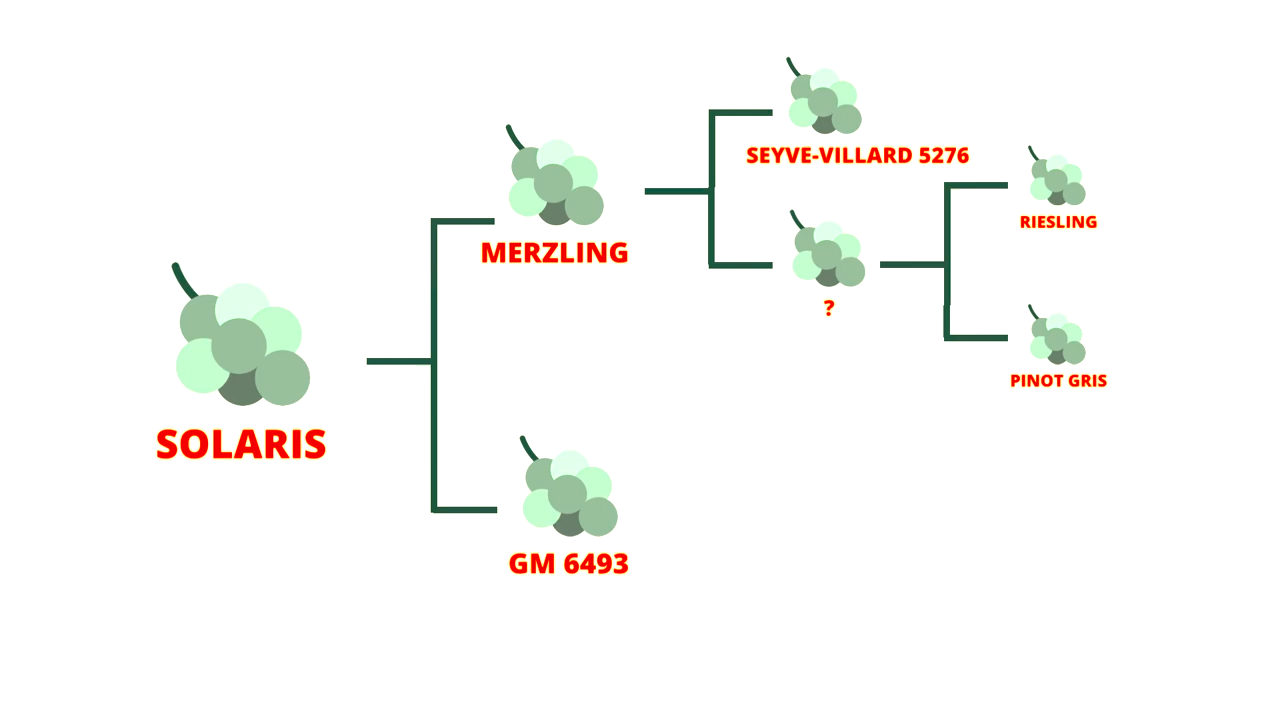 SEYVE-VILLARD 5276
RIESLING
MERZLING
?
PINOT GRIS
SOLARIS
GM 6493